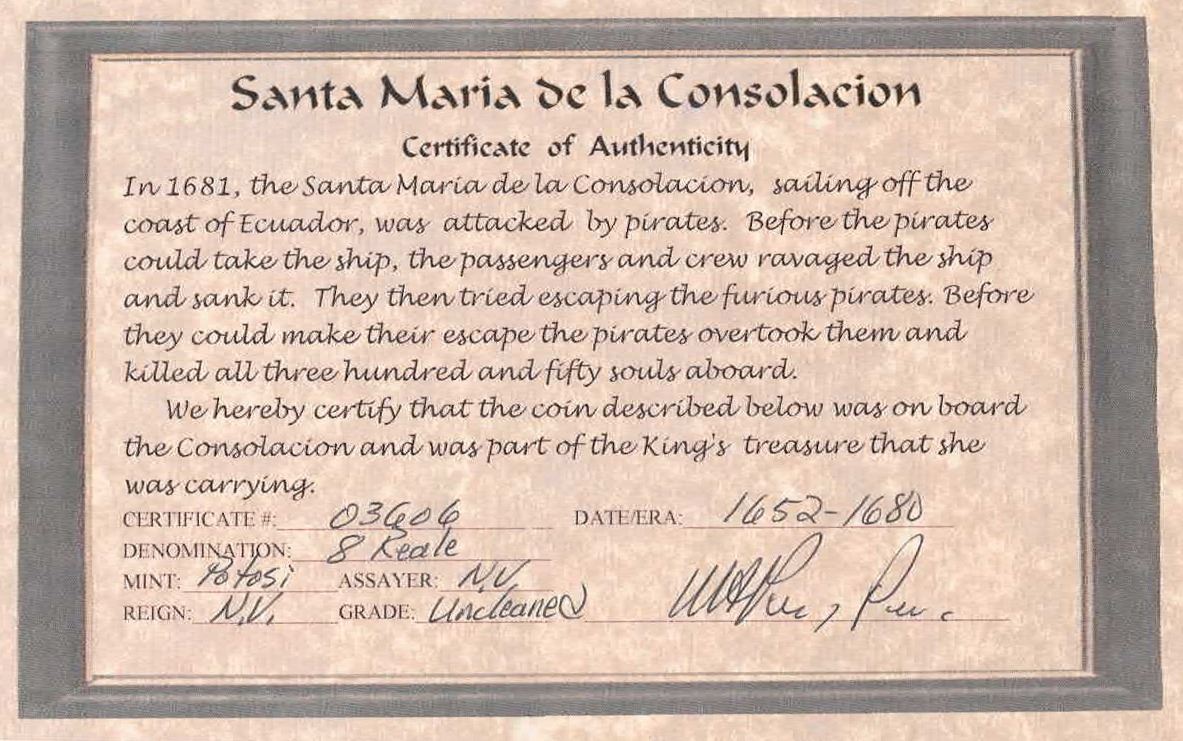 Santa Maria de la Consolacion
Certificate of Authenticity
In 1681, the Santa Maria de la Consolacion, sailing off the
coast of Ecuador, was attacked by pirates. Before the pirates
could take the ship, the passengers and crew ravaged the ship
and sank it. They then tried escaping the furious pirates. Before
they could make their escape the pirates overtook them and
killed all three hundred and fifty souls aboard.
We hereby certify that the coin described below was on board
the Consolacion and was part of the King's treasure that she
was carrying.
CERTIFICATE #: 03606 DATE/ERA: 1652-1680
DENOMINATION: 8 Reale
MINT: Potosi ASSAYER: N.V.
REIGN: N.V. GRADE: Uncleaned